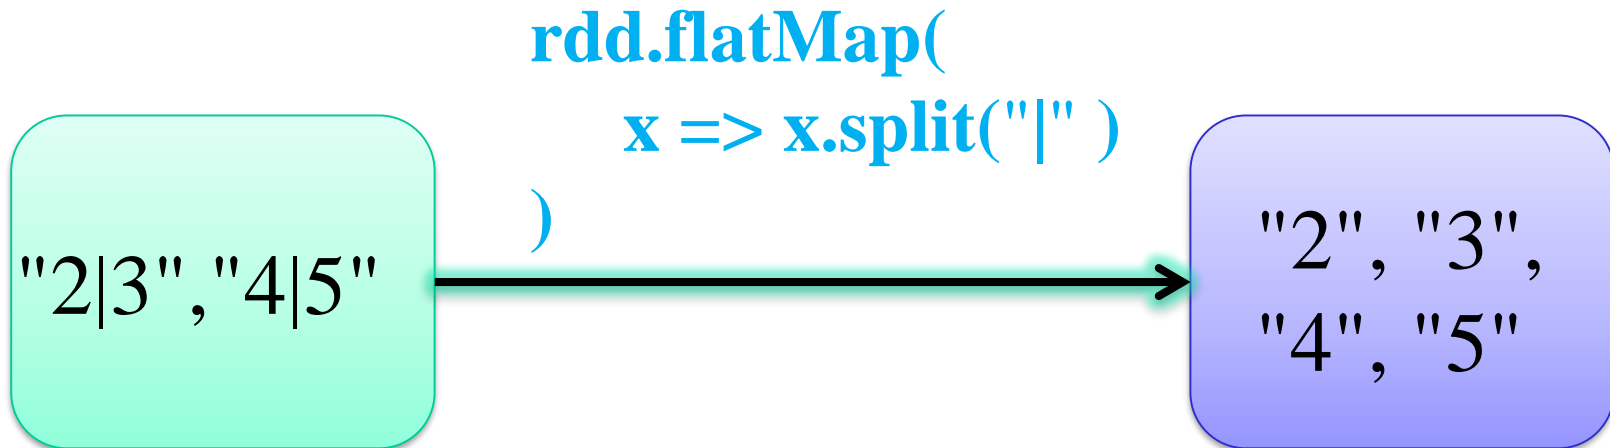 rdd.flatMap(
x => x.split("|" )
)
"2|3","4|5"
"2", "3",
"4", "5"